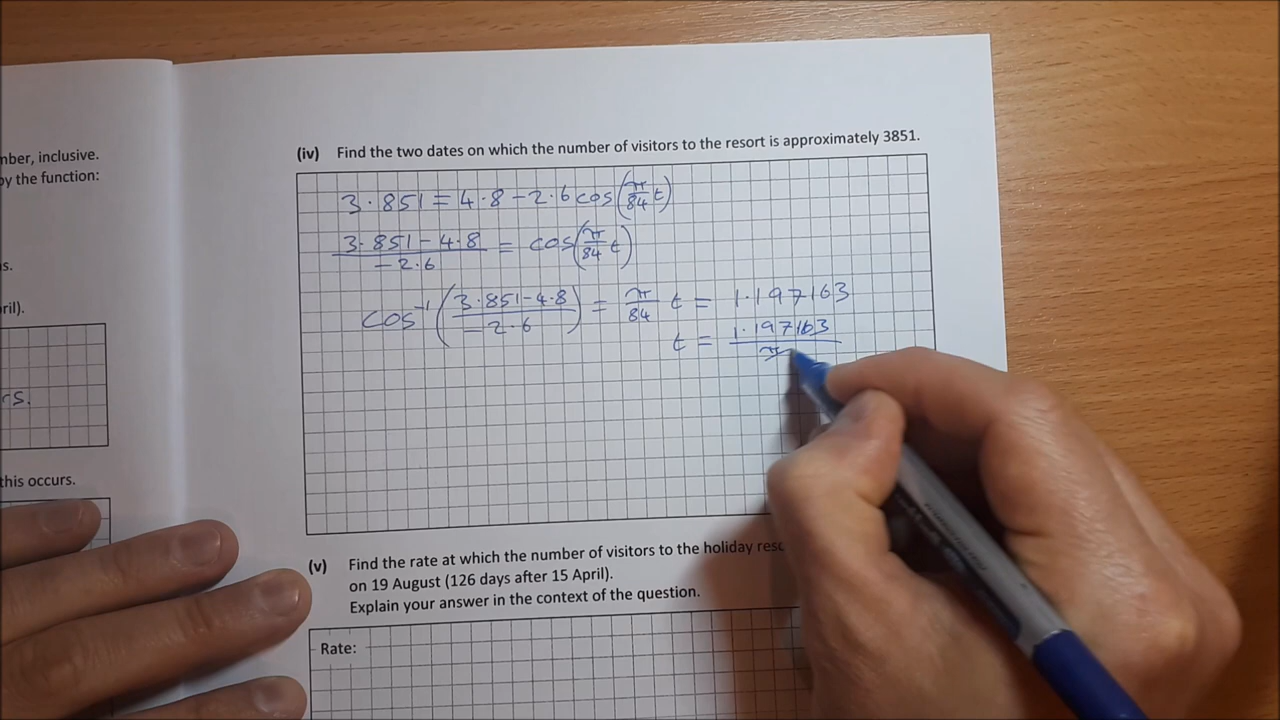 mber, inclusive.
by the function:
s.
ril).
rs.
this occurs.
(iv) Find the two dates on which the number of visitors to the resort is approximately 3851.
3.851 = 4.8 - 2.6 cos(π/84 t)
(3.851 - 4.8)/(-2.6) = cos(π/84 t)
cos⁻¹((3.851 - 4.8)/(-2.6)) = π/84 t = 1.197163
t = 1.197163/π
(v) Find the rate at which the number of visitors to the holiday
on 19 August (126 days after 15 April).
Explain your answer in the context of the question.
Rate: